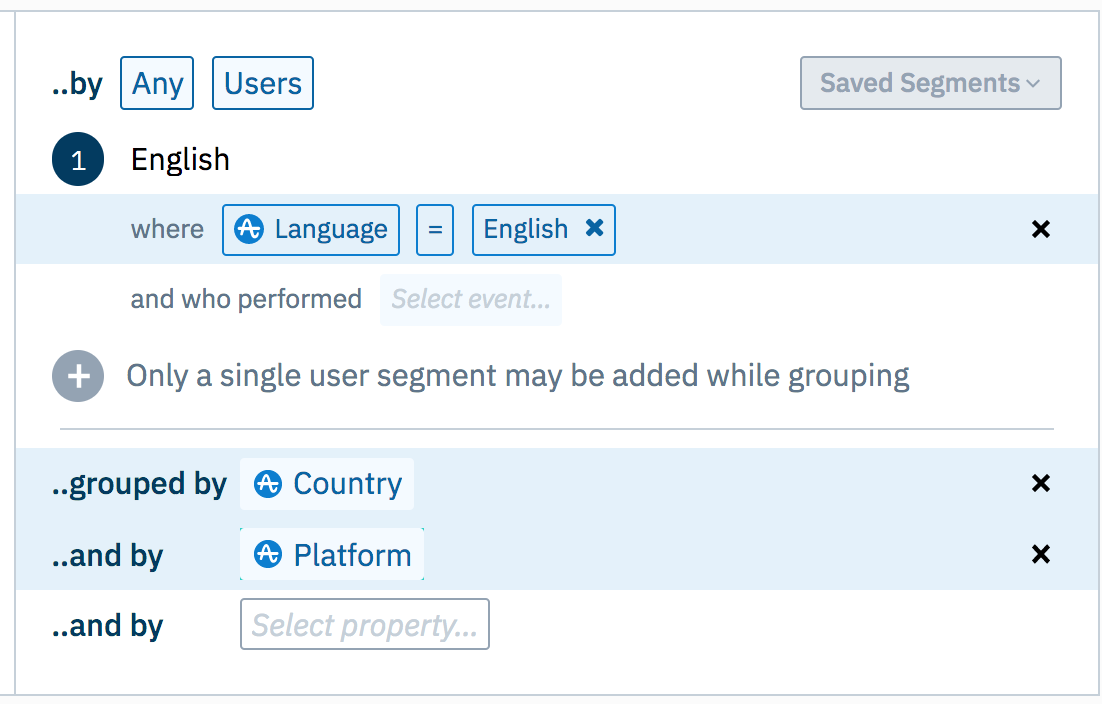 ..by Any Users Saved Segments
1 English
where Language = English
and who performed Select event...
Only a single user segment may be added while grouping
..grouped by Country
..and by Platform
..and by Select property...